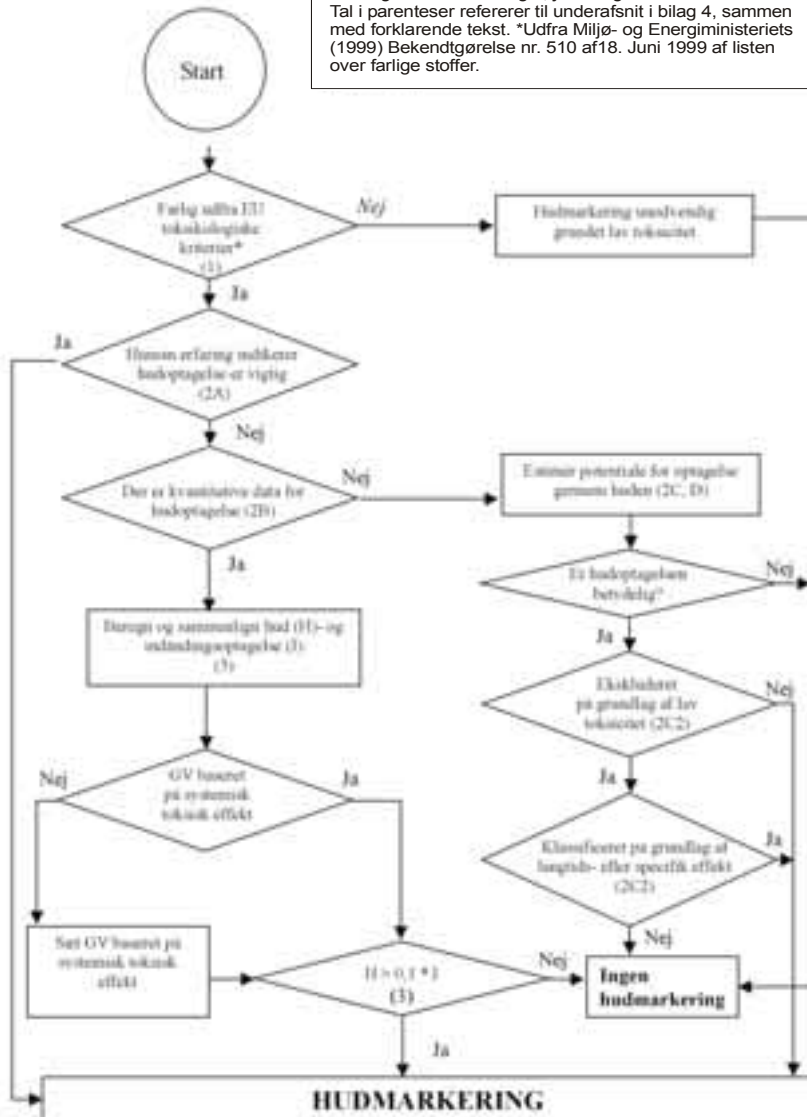 Tal i parenteser refererer til underafsnit i bilag 4, sammen
med forklarende tekst. *Udfra Miljø- og Energiministeriets
(1999) Bekendtgørelse nr. 510 af18. Juni 1999 af listen
over farlige stoffer.
Start
Farlig udfra EU
toksikologiske
kriterier*
(1)
Nej
Hudmarkering unødvendig
grundet lav toksicitet
Ja
Ja
Human erfaring indikerer
hudoptagelse er vigtig
(2A)
Nej
Der er kvantitative data for
hudoptagelse (2B)
Nej
Estimer potentiale for optagelse
gennem huden (2C, D)
Ja
Er hudoptagelsen
betydelig?
Nej
Beregn og sammenlign hud (H)- og
indåndingsoptagelse (3)
(3)
Ja
Ekskluderet
på grundlag af lav
toksicitet (2C2)
Nej
Nej
GV baseret
på systemisk
toksisk effekt
Ja
Ja
Klassificeret på grundlag af
langtids- eller specifik effekt
(2C2)
Ja
Nej
Sæt GV baseret på
systemisk toksisk
effekt
H > 0,1 * I
(3)
Nej
Ingen
hudmarkering
Ja
HUDMARKERING